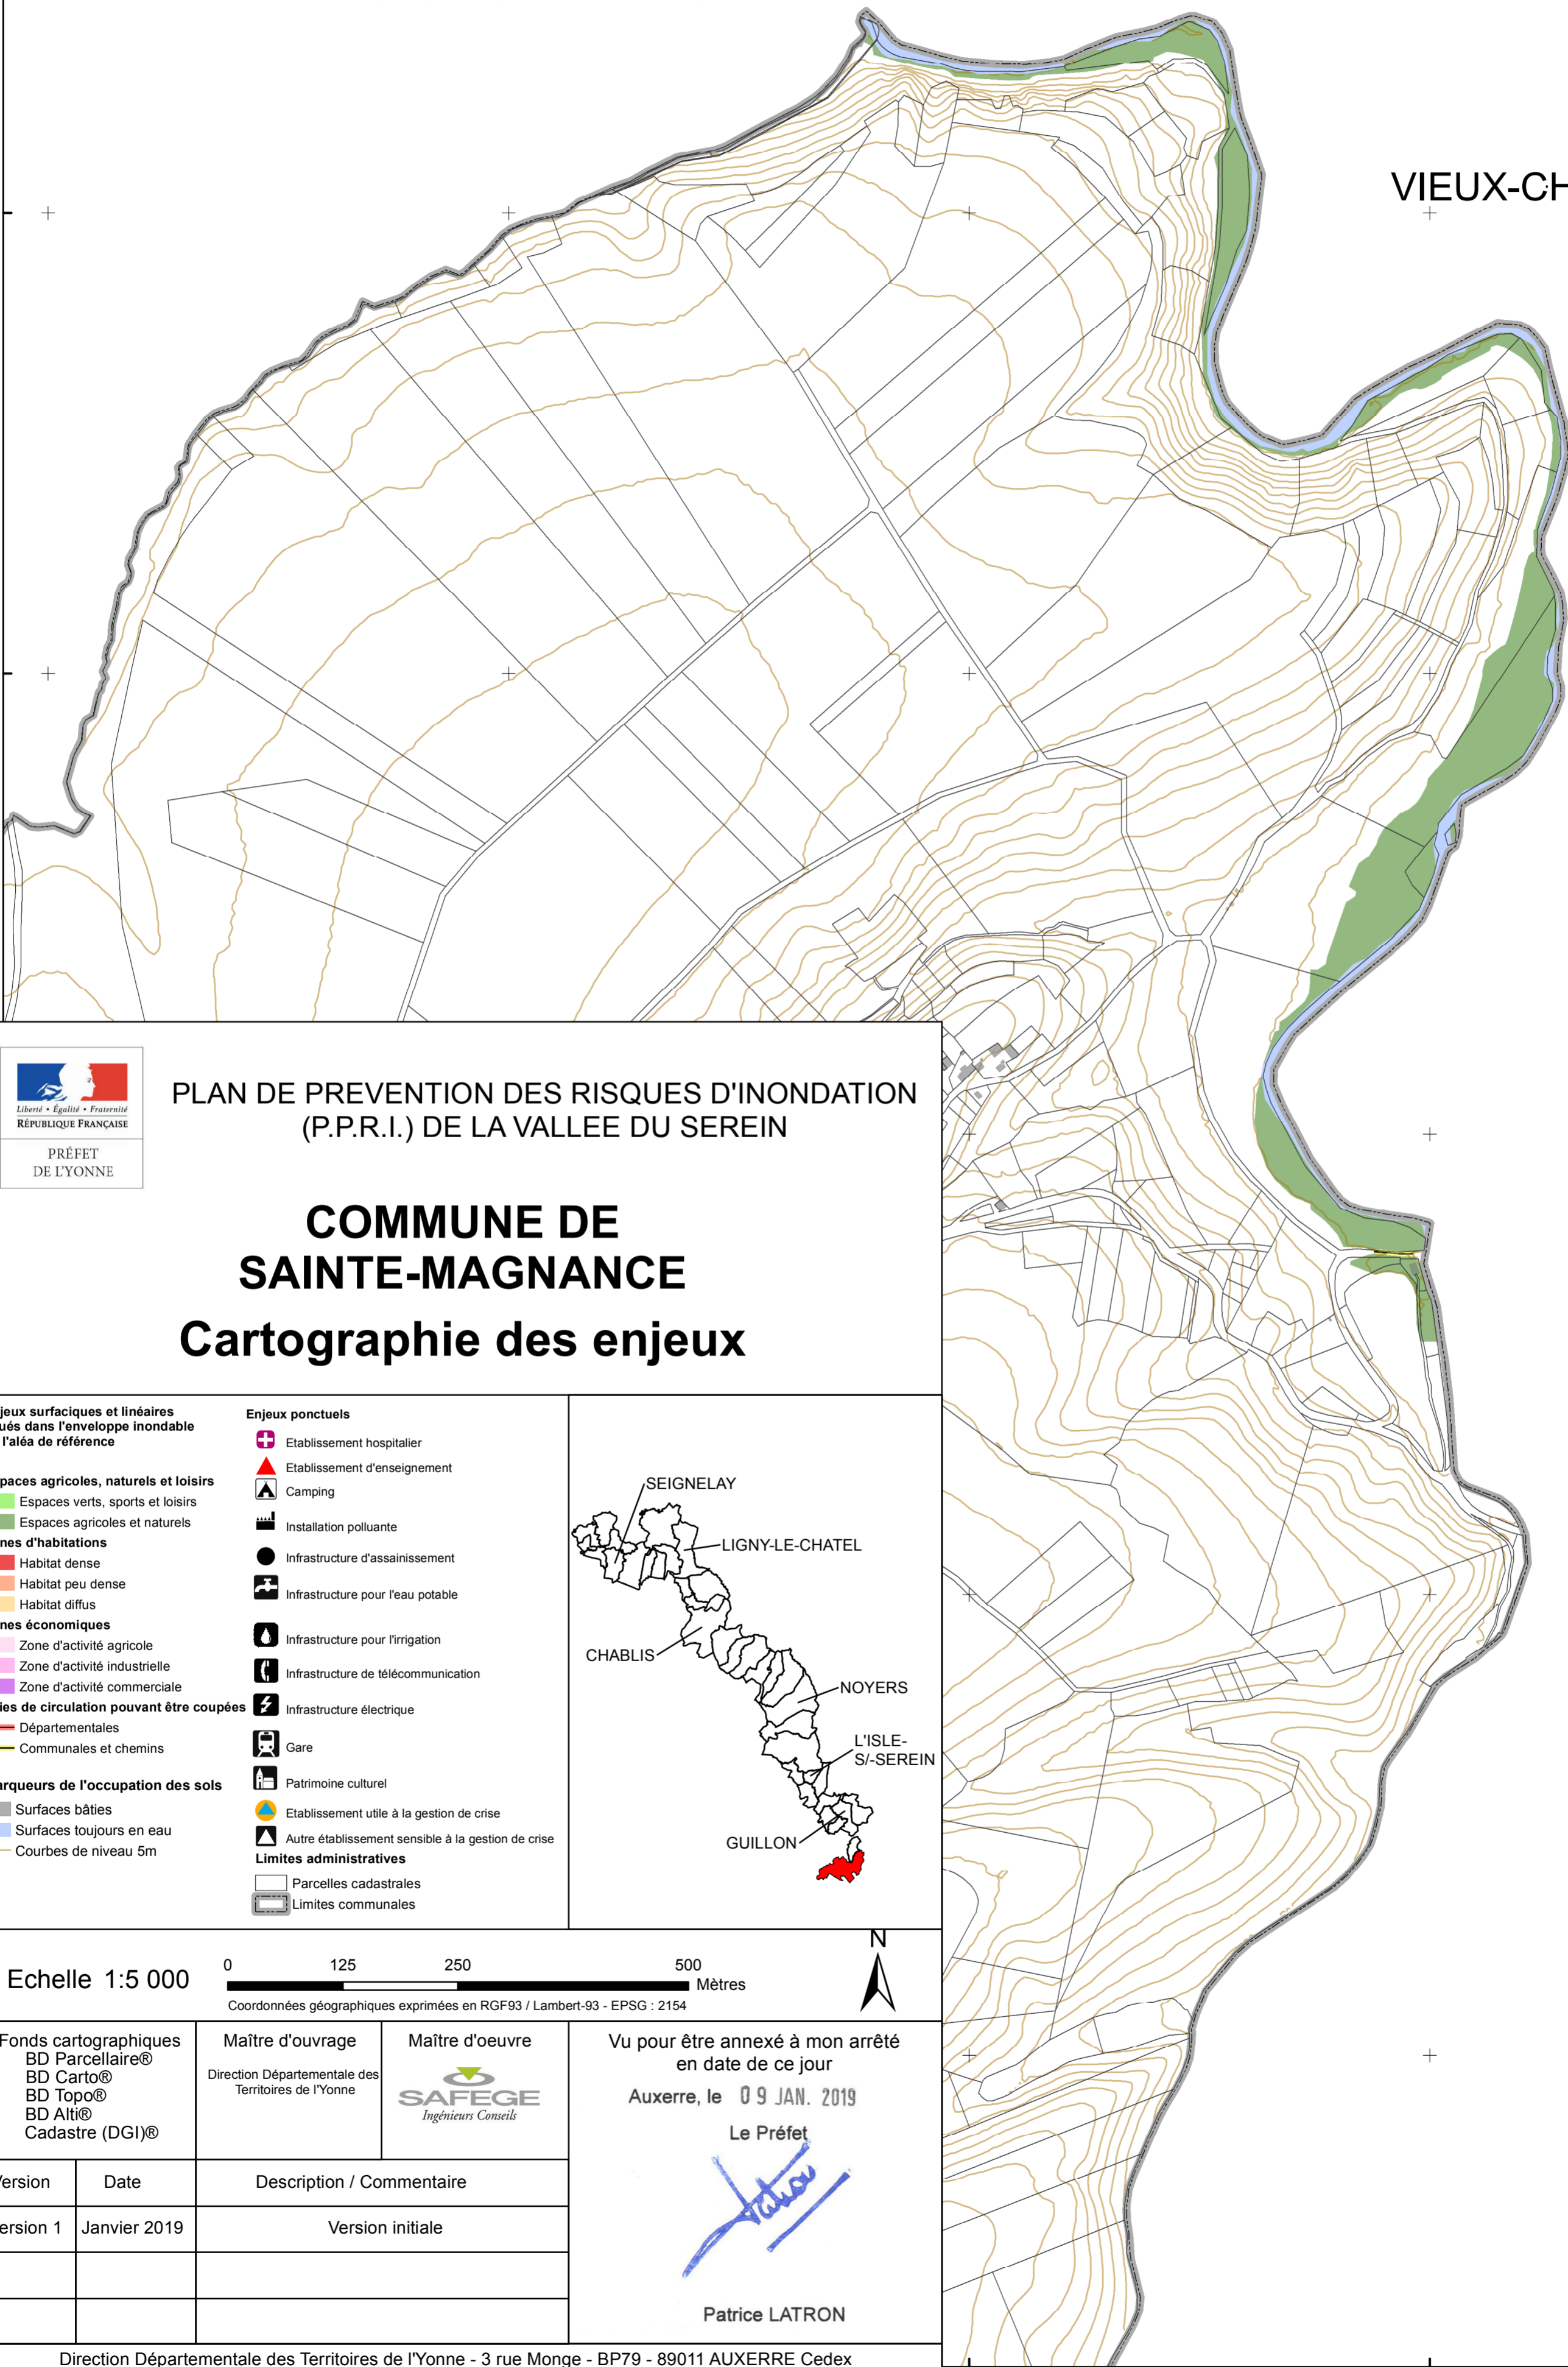 VIEUX-CH
Liberté • Égalité • Fraternité
RÉPUBLIQUE FRANÇAISE
PRÉFET
DE L'YONNE
PLAN DE PREVENTION DES RISQUES D'INONDATION
(P.P.R.I.) DE LA VALLEE DU SEREIN
COMMUNE DE
SAINTE-MAGNANCE
Cartographie des enjeux
jeux surfaciques et linéaires
ués dans l'enveloppe inondable
l'aléa de référence
paces agricoles, naturels et loisirs
Espaces verts, sports et loisirs
Espaces agricoles et naturels
nes d'habitations
Habitat dense
Habitat peu dense
Habitat diffus
nes économiques
Zone d'activité agricole
Zone d'activité industrielle
Zone d'activité commerciale
ies de circulation pouvant être coupées
Départementales
Communales et chemins
arqueurs de l'occupation des sols
Surfaces bâties
Surfaces toujours en eau
Courbes de niveau 5m
Enjeux ponctuels
Etablissement hospitalier
Etablissement d'enseignement
Camping
Installation polluante
Infrastructure d'assainissement
Infrastructure pour l'eau potable
Infrastructure pour l'irrigation
Infrastructure de télécommunication
Infrastructure électrique
Gare
Patrimoine culturel
Etablissement utile à la gestion de crise
Autre établissement sensible à la gestion de crise
Limites administratives
Parcelles cadastrales
Limites communales
SEIGNELAY
LIGNY-LE-CHATEL
CHABLIS
NOYERS
L'ISLE-
S/-SEREIN
GUILLON
Echelle 1:5 000
0 125 250 500
Mètres
Coordonnées géographiques exprimées en RGF93 / Lambert-93 - EPSG : 2154
N
Fonds cartographiques
BD Parcellaire®
BD Carto®
BD Topo®
BD Alti®
Cadastre (DGI)®
Maître d'ouvrage
Direction Départementale des
Territoires de l'Yonne
Maître d'oeuvre
SAFEGE
Ingénieurs Conseils
Vu pour être annexé à mon arrêté
en date de ce jour
Auxerre, le 09 JAN. 2019
Le Préfet
Latron
Patrice LATRON
ersion Date Description / Commentaire
ersion 1 Janvier 2019 Version initiale
Direction Départementale des Territoires de l'Yonne - 3 rue Monge - BP79 - 89011 AUXERRE Cedex